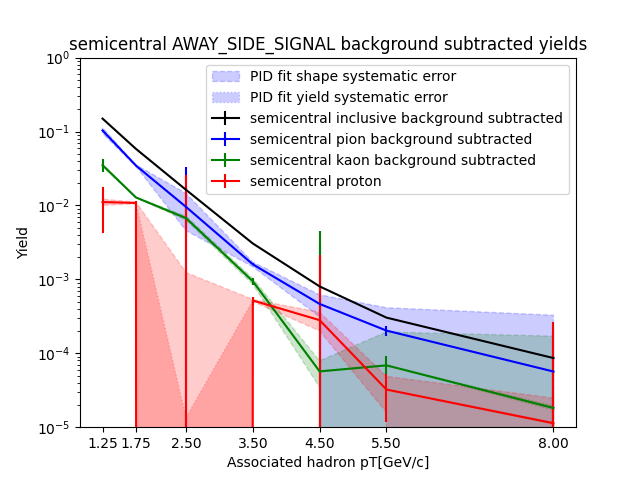 semicentral AWAY_SIDE_SIGNAL background subtracted yields
PID fit shape systematic error
PID fit yield systematic error
semicentral inclusive background subtracted
semicentral pion background subtracted
semicentral kaon background subtracted
semicentral proton
Yield
10^0
10^-1
10^-2
10^-3
10^-4
10^-5
1.25 1.75 2.50 3.50 4.50 5.50 8.00
Associated hadron pT[GeV/c]